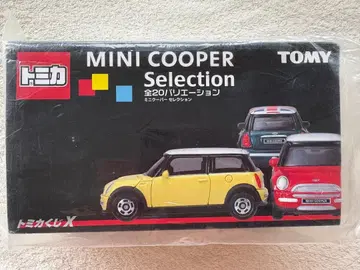 トミカ
MINI COOPER
Selection
TOMY
全20バリエーション
ミニクーパー セレクション
トミカくじX